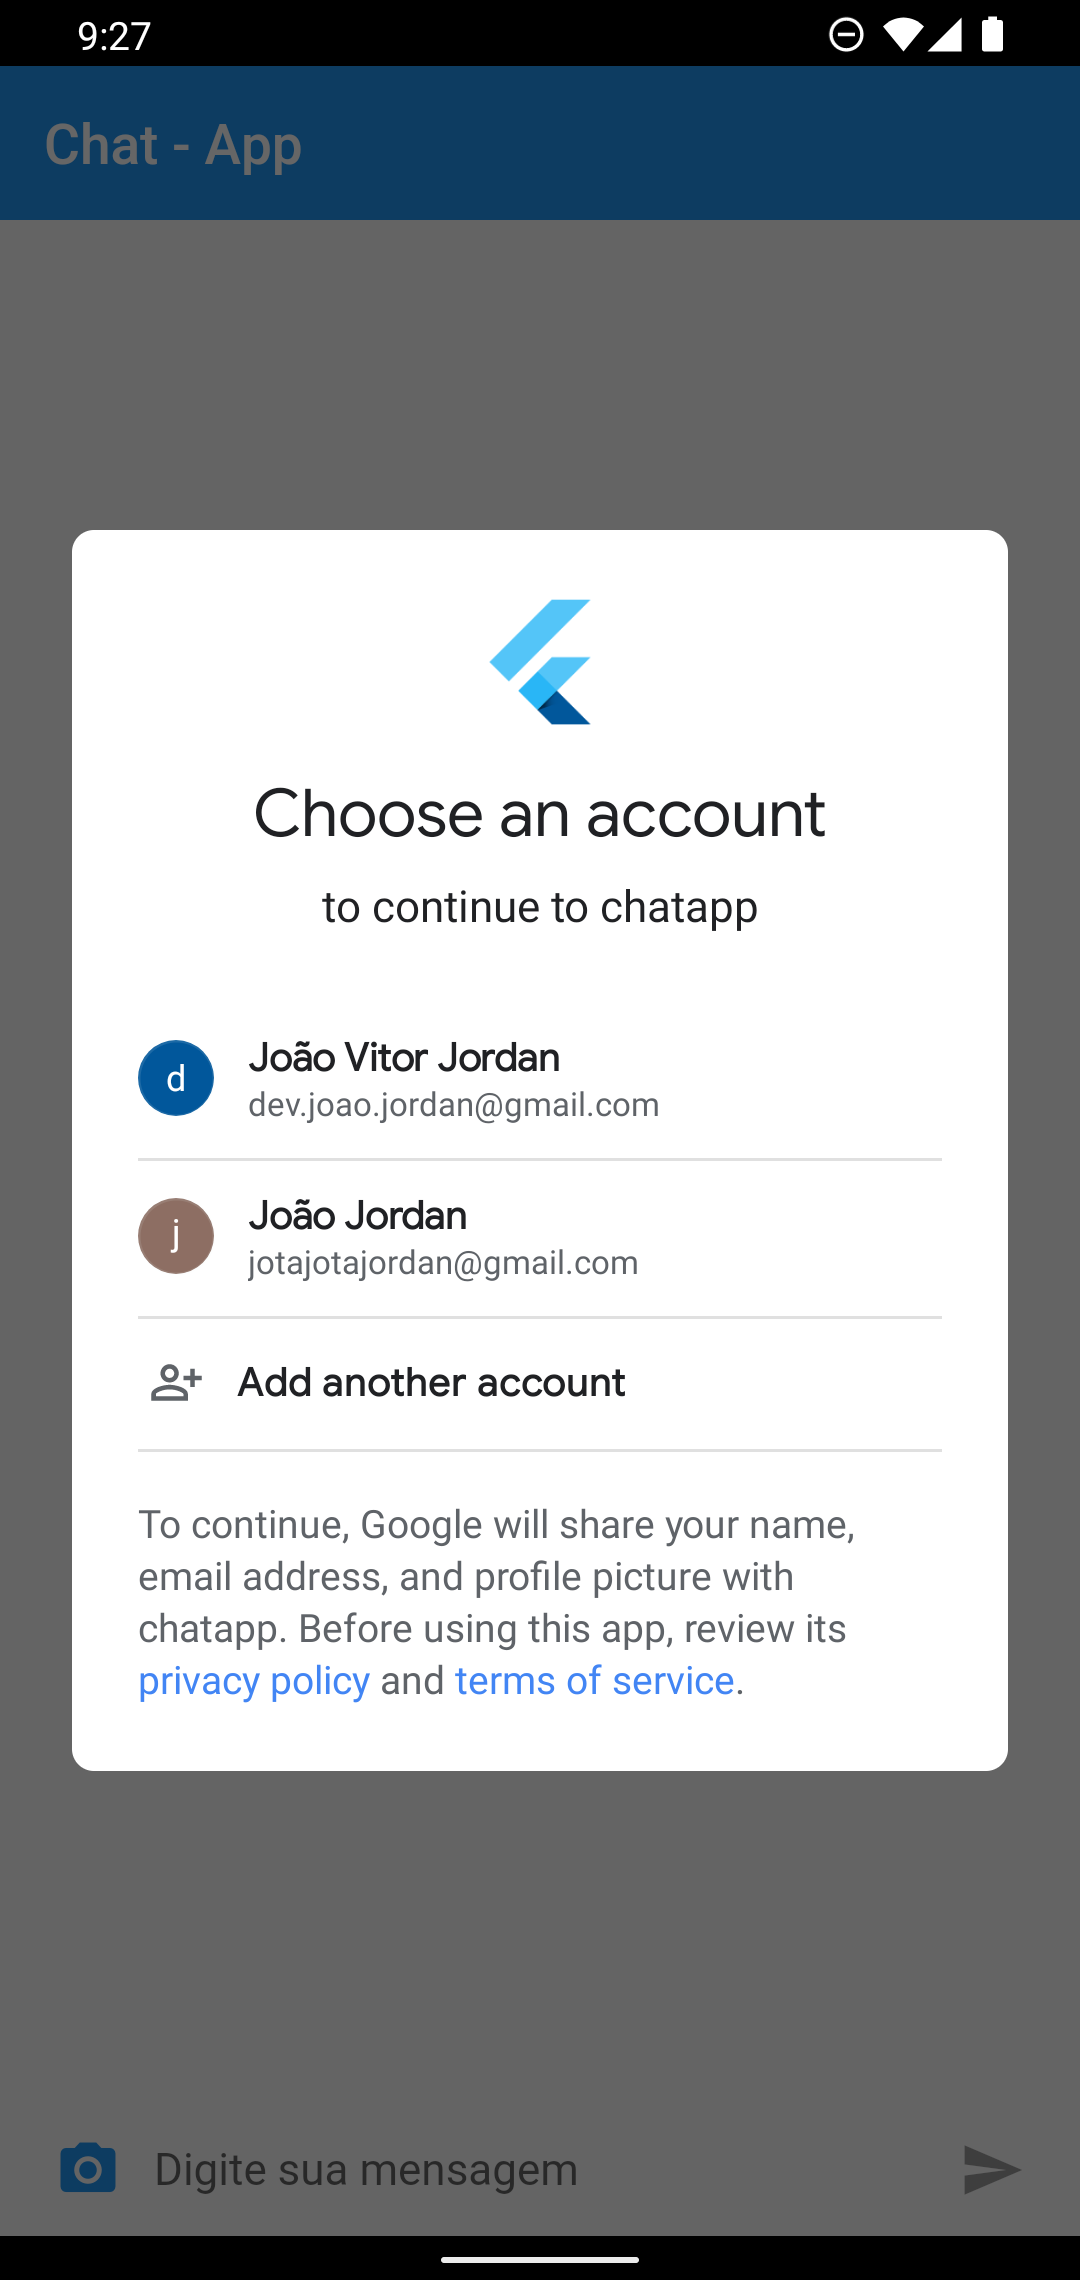 9:27
Chat - App
Choose an account
to continue to chatapp
d
João Vitor Jordan
dev.joao.jordan@gmail.com
j
João Jordan
jotajotajordan@gmail.com
Add another account
To continue, Google will share your name,
email address, and profile picture with
chatapp. Before using this app, review its
privacy policy and terms of service.
Digite sua mensagem